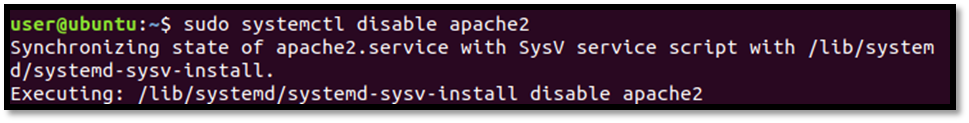 user@ubuntu:~$ sudo systemctl disable apache2
Synchronizing state of apache2.service with SysV service script with /lib/system
d/systemd-sysv-install.
Executing: /lib/systemd/systemd-sysv-install disable apache2